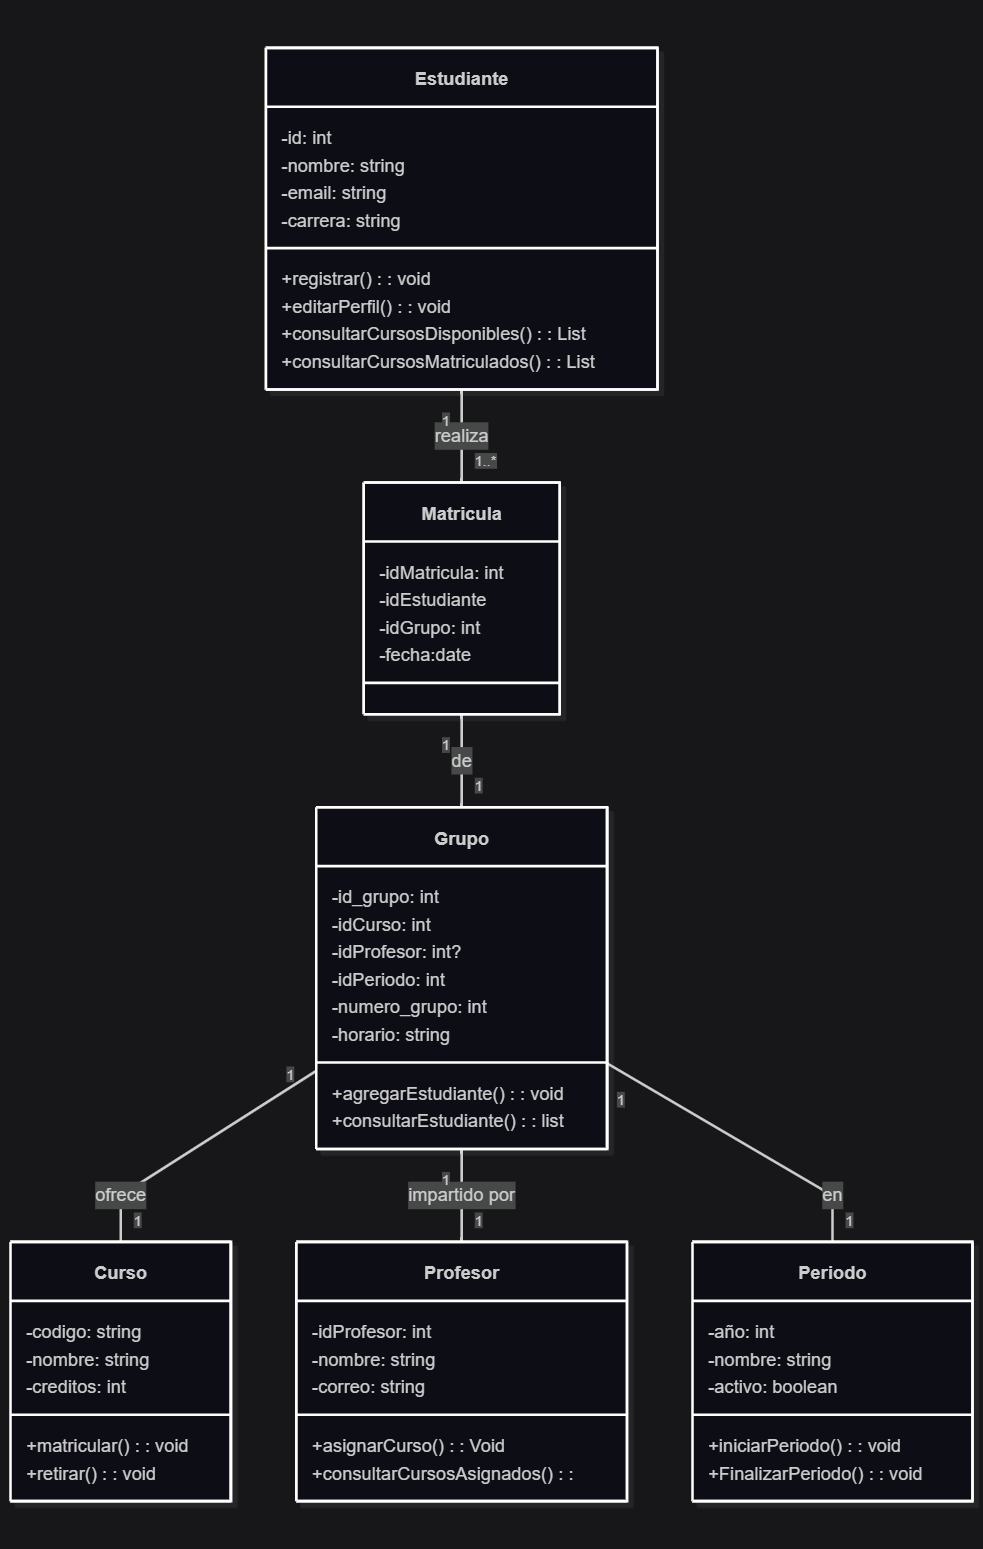 Estudiante
-id: int
-nombre: string
-email: string
-carrera: string
+registrar() : : void
+editarPerfil() : : void
+consultarCursosDisponibles() : : List
+consultarCursosMatriculados() : : List
1
realiza
1..*
Matricula
-idMatricula: int
-idEstudiante
-idGrupo: int
-fecha:date
1
de
1
Grupo
-id_grupo: int
-idCurso: int
-idProfesor: int?
-idPeriodo: int
-numero_grupo: int
-horario: string
+agregarEstudiante() : : void
+consultarEstudiante() : : list
1
1
1
ofrece
impartido por
en
1
1
1
Curso
-codigo: string
-nombre: string
-creditos: int
+matricular() : : void
+retirar() : : void
Profesor
-idProfesor: int
-nombre: string
-correo: string
+asignarCurso() : : Void
+consultarCursosAsignados() : :
Periodo
-año: int
-nombre: string
-activo: boolean
+iniciarPeriodo() : : void
+FinalizarPeriodo() : : void